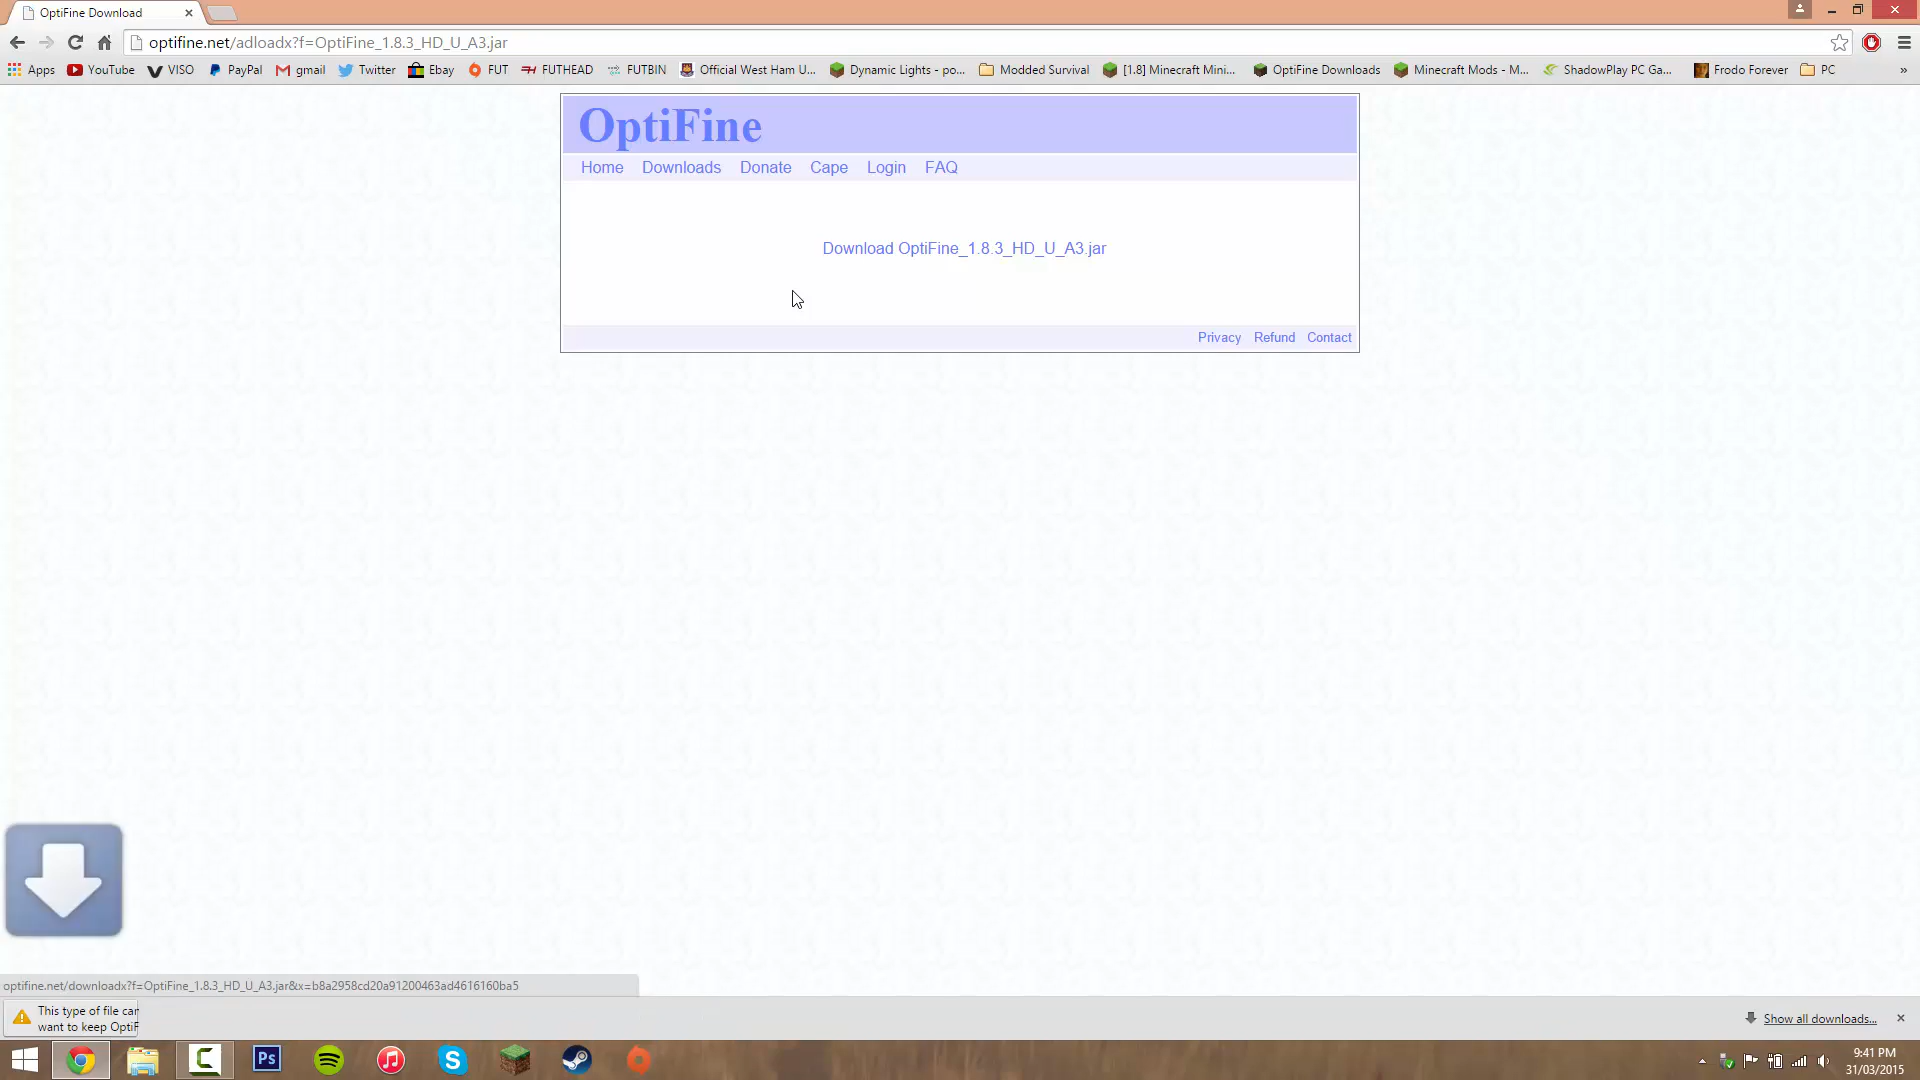 OptiFine Download
optifine.net/adloadx?f=OptiFine_1.8.3_HD_U_A3.jar
Apps YouTube VISO PayPal gmail Twitter Ebay FUT FUTHEAD FUTBIN Official West Ham U... Dynamic Lights - po... Modded Survival [1.8] Minecraft Mini... OptiFine Downloads Minecraft Mods - M... ShadowPlay PC Ga... Frodo Forever PC »
OptiFine
Home Downloads Donate Cape Login FAQ
Download OptiFine_1.8.3_HD_U_A3.jar
Privacy Refund Contact
optifine.net/downloadx?f=OptiFine_1.8.3_HD_U_A3.jar&x=b8a2958cd20a91200463ad4616160ba5
This type of file can
want to keep OptiF
Show all downloads...
Ps
9:41 PM
31/03/2015